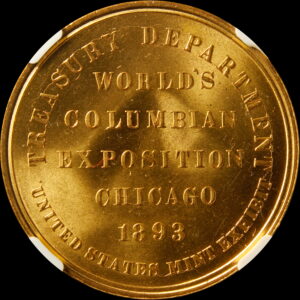 TREASURY DEPARTMENT
WORLD'S
COLUMBIAN
EXPOSITION
CHICAGO
1893
UNITED STATES MINT EXHIBIT